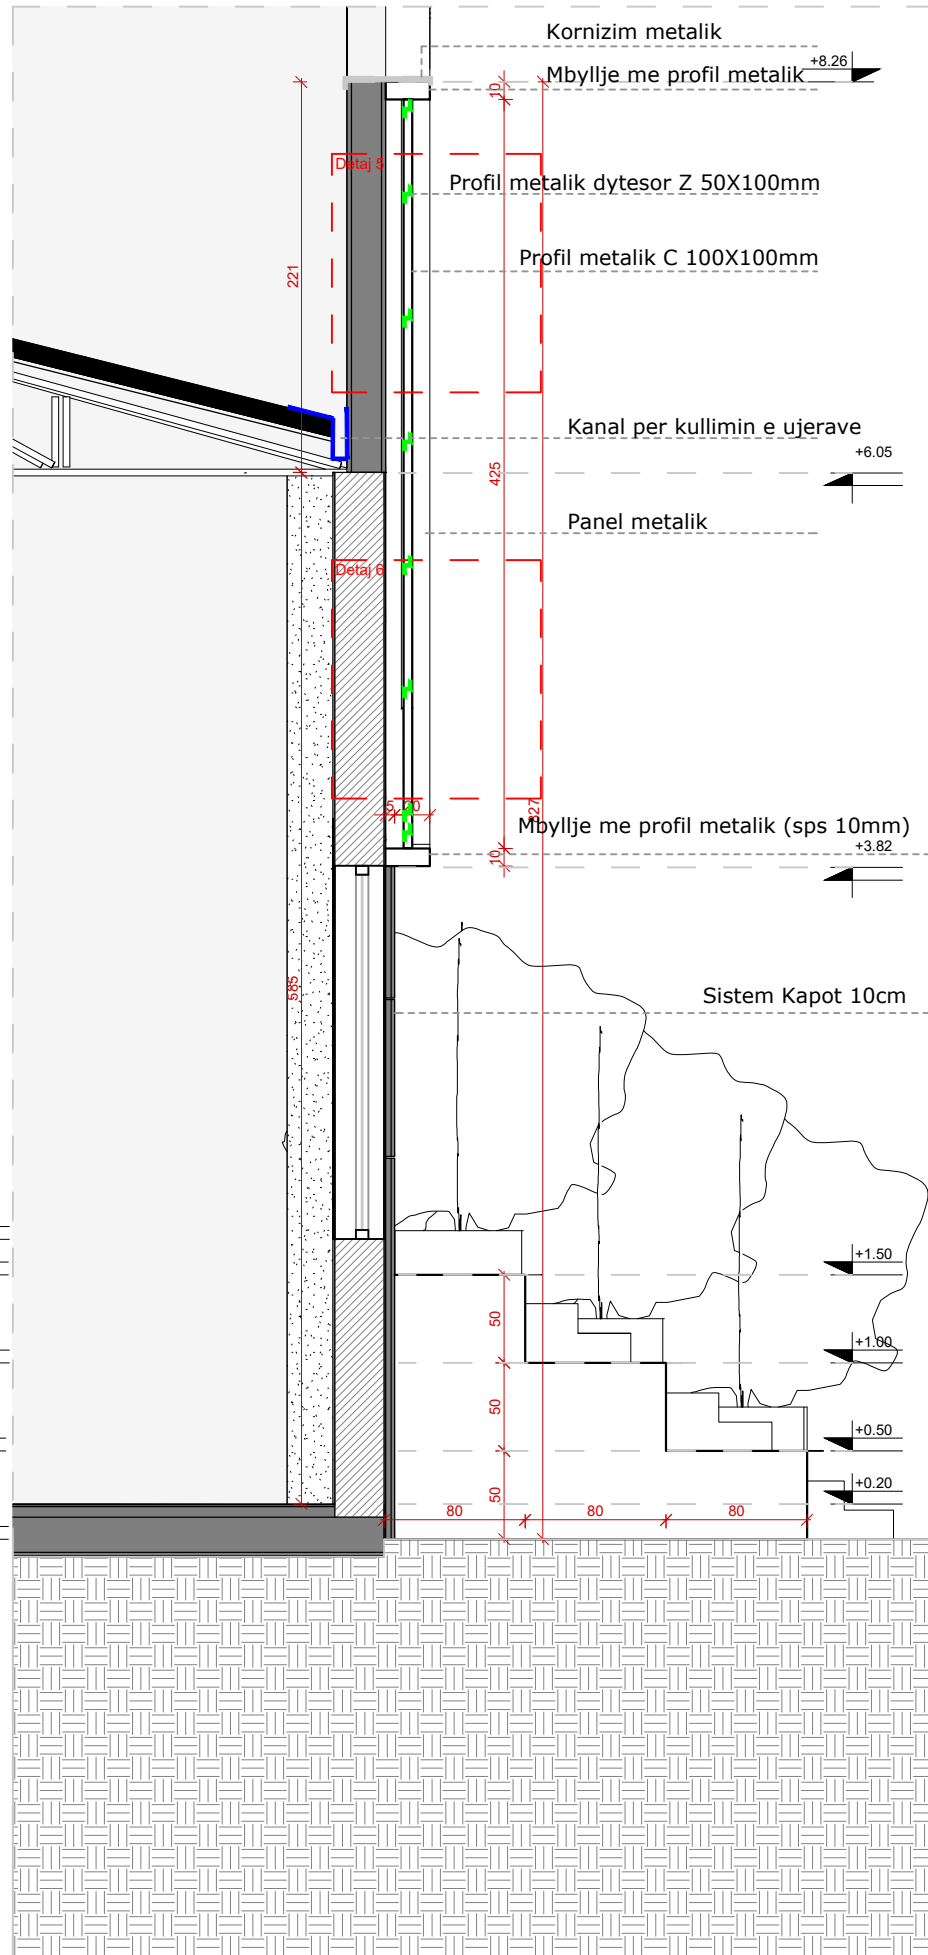 Kornizim metalik
+8.26
Mbyllje me profil metalik
10
Detaj 5
Profil metalik dytesor Z 50X100mm
Profil metalik C 100X100mm
221
Kanal per kullimin e ujerave
+6.05
425
Panel metalik
Detaj 6
5
827
Mbyllje me profil metalik (sps 10mm)
+3.82
10
585
Sistem Kapot 10cm
+1.50
50
+1.00
50
+0.50
+0.20
50
80
80
80